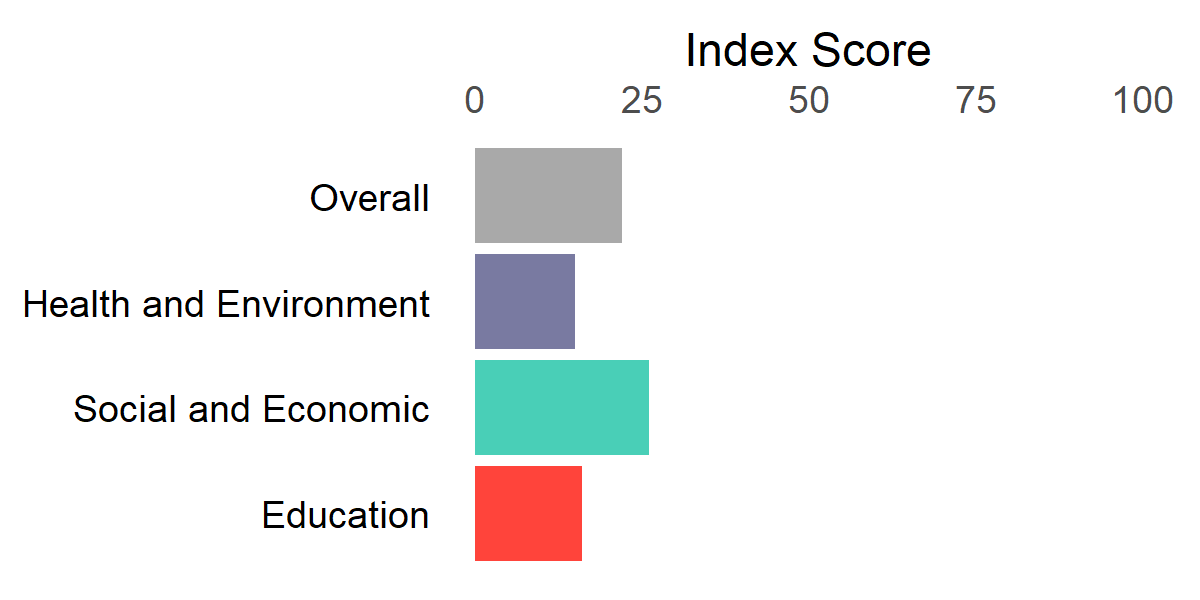 Index Score
0 25 50 75 100
Overall
Health and Environment
Social and Economic
Education